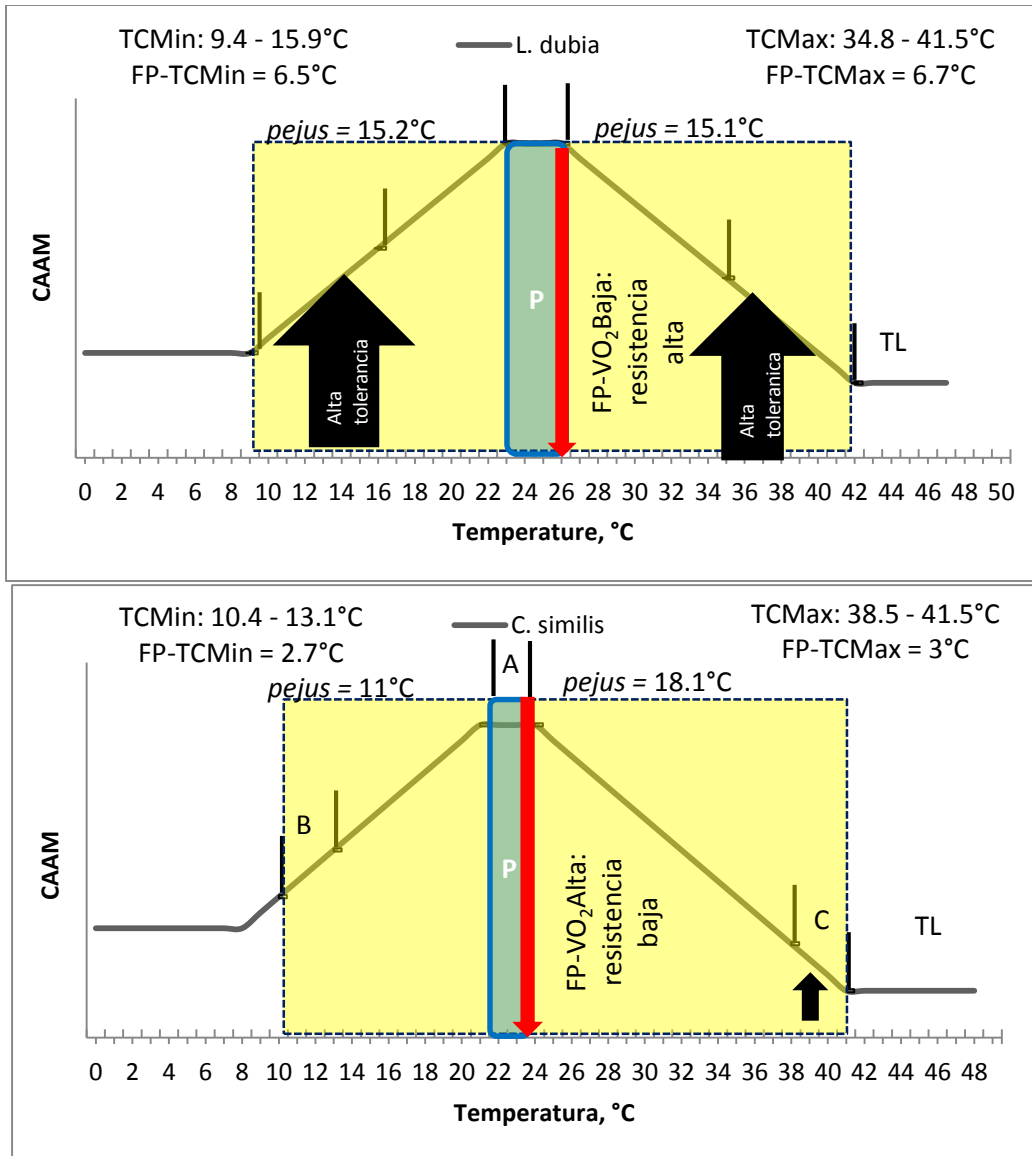 TCMin: 9.4 - 15.9°C
FP-TCMin = 6.5°C
L. dubia
TCMax: 34.8 - 41.5°C
FP-TCMax = 6.7°C
pejus = 15.2°C
pejus = 15.1°C
CAAM
P
FP-VO₂Baja:
resistencia
alta
Alta
tolerancia
Alta
toleranica
TL
0 2 4 6 8 10 12 14 16 18 20 22 24 26 28 30 32 34 36 38 40 42 44 46 48 50
Temperature, °C
TCMin: 10.4 - 13.1°C
FP-TCMin = 2.7°C
C. similis
TCMax: 38.5 - 41.5°C
FP-TCMax = 3°C
A
pejus = 11°C
pejus = 18.1°C
CAAM
B
P
FP-VO₂Alta:
resistencia
baja
C
TL
0 2 4 6 8 10 12 14 16 18 20 22 24 26 28 30 32 34 36 38 40 42 44 46 48
Temperatura, °C